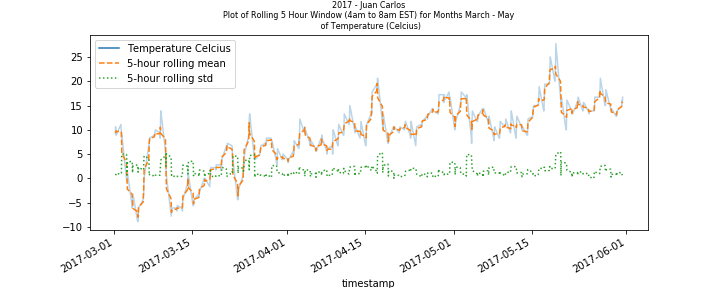 2017 - Juan Carlos
Plot of Rolling 5 Hour Window (4am to 8am EST) for Months March - May
of Temperature (Celcius)
Temperature Celcius
5-hour rolling mean
5-hour rolling std
25
20
15
10
5
0
−5
−10
2017-03-01
2017-03-15
2017-04-01
2017-04-15
2017-05-01
2017-05-15
2017-06-01
timestamp